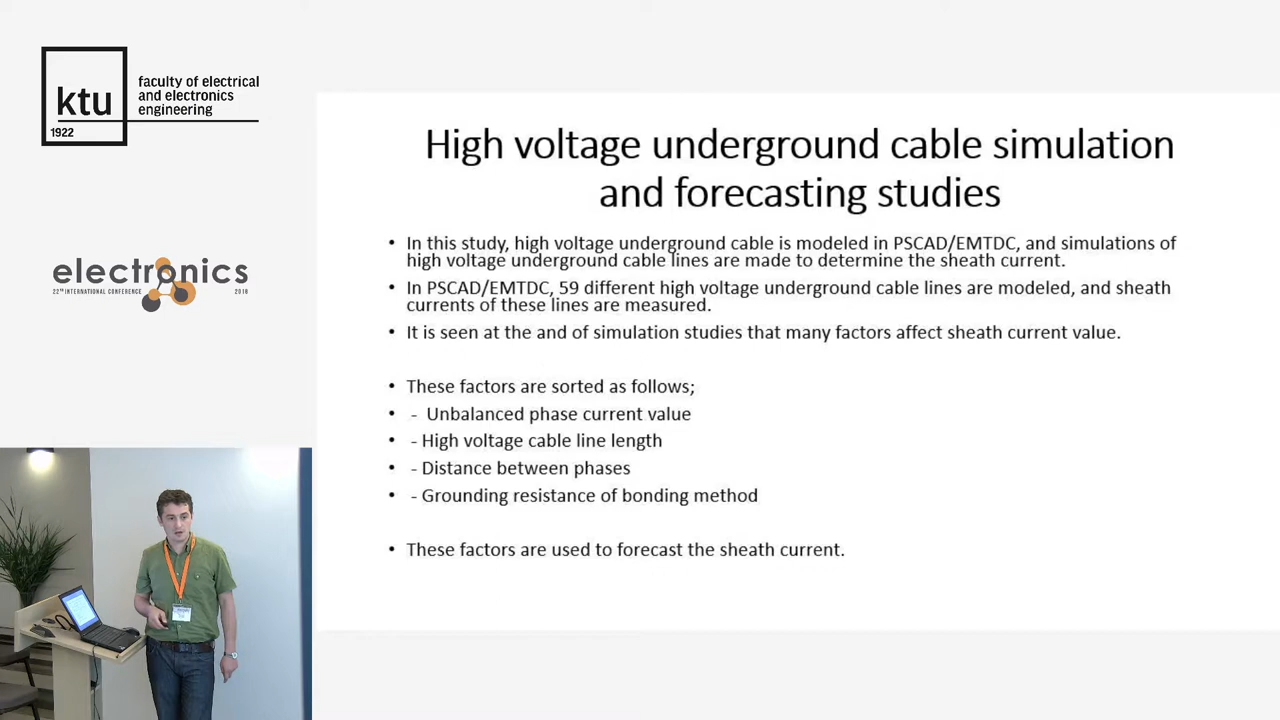 ktu
1922
faculty of electrical
and electronics
engineering
electronics
22TH INTERNATIONAL CONFERENCE 2018
High voltage underground cable simulation
and forecasting studies
• In this study, high voltage underground cable is modeled in PSCAD/EMTDC, and simulations of
high voltage underground cable lines are made to determine the sheath current.
• In PSCAD/EMTDC, 59 different high voltage underground cable lines are modeled, and sheath
currents of these lines are measured.
• It is seen at the and of simulation studies that many factors affect sheath current value.
• These factors are sorted as follows;
• - Unbalanced phase current value
• - High voltage cable line length
• - Distance between phases
• - Grounding resistance of bonding method
• These factors are used to forecast the sheath current.